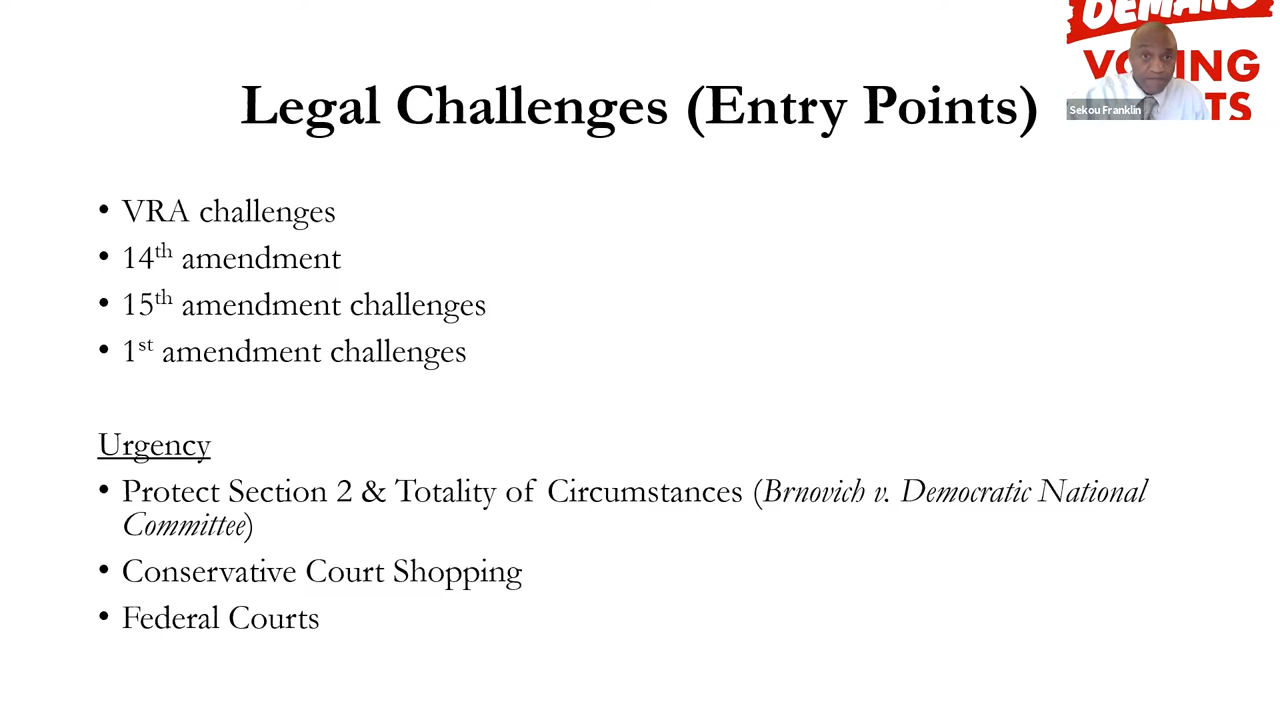 DEMAND
VOTING
TS
Sekou Franklin
Legal Challenges (Entry Points)
• VRA challenges
• 14th amendment
• 15th amendment challenges
• 1st amendment challenges
Urgency
• Protect Section 2 & Totality of Circumstances (Brnovich v. Democratic National
Committee)
• Conservative Court Shopping
• Federal Courts